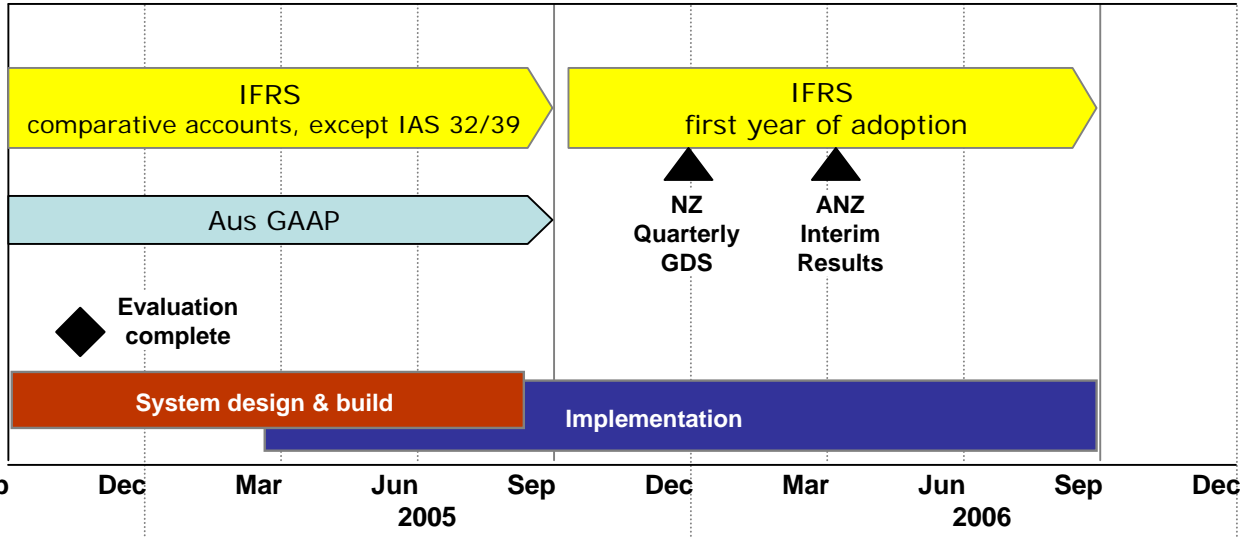 IFRS
comparative accounts, except IAS 32/39
IFRS
first year of adoption
Aus GAAP
NZ
Quarterly
GDS
ANZ
Interim
Results
Evaluation
complete
System design & build
Implementation
Dec Mar Jun Sep Dec Mar Jun Sep Dec
2005 2006